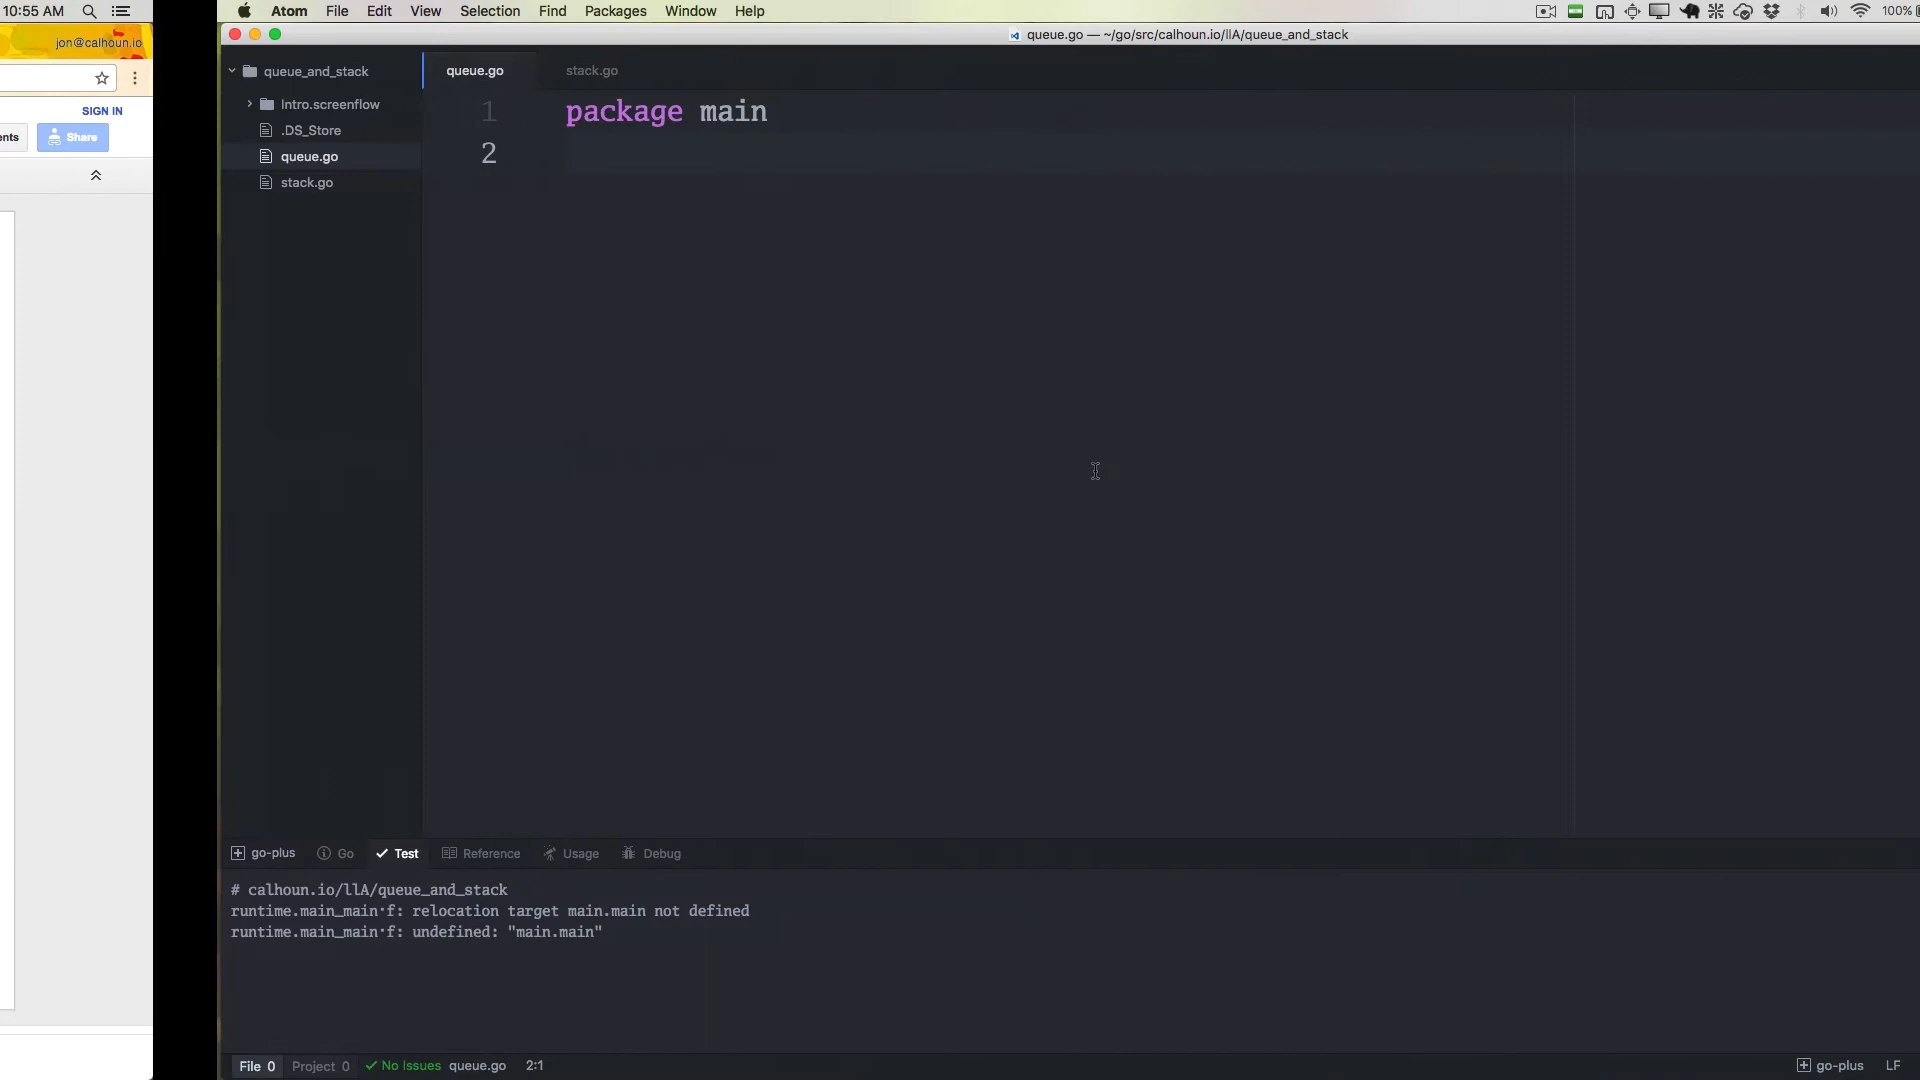 10:55 AM
jon@calhoun.io
SIGN IN
ents
Share
Atom File Edit View Selection Find Packages Window Help
100%
queue.go — ~/go/src/calhoun.io/llA/queue_and_stack
queue_and_stack
Intro.screenflow
.DS_Store
queue.go
stack.go
queue.go stack.go
1 package main
2
go-plus Go Test Reference Usage Debug
# calhoun.io/llA/queue_and_stack
runtime.main_main·f: relocation target main.main not defined
runtime.main_main·f: undefined: "main.main"
File 0 Project 0 No Issues queue.go 2:1
go-plus LF